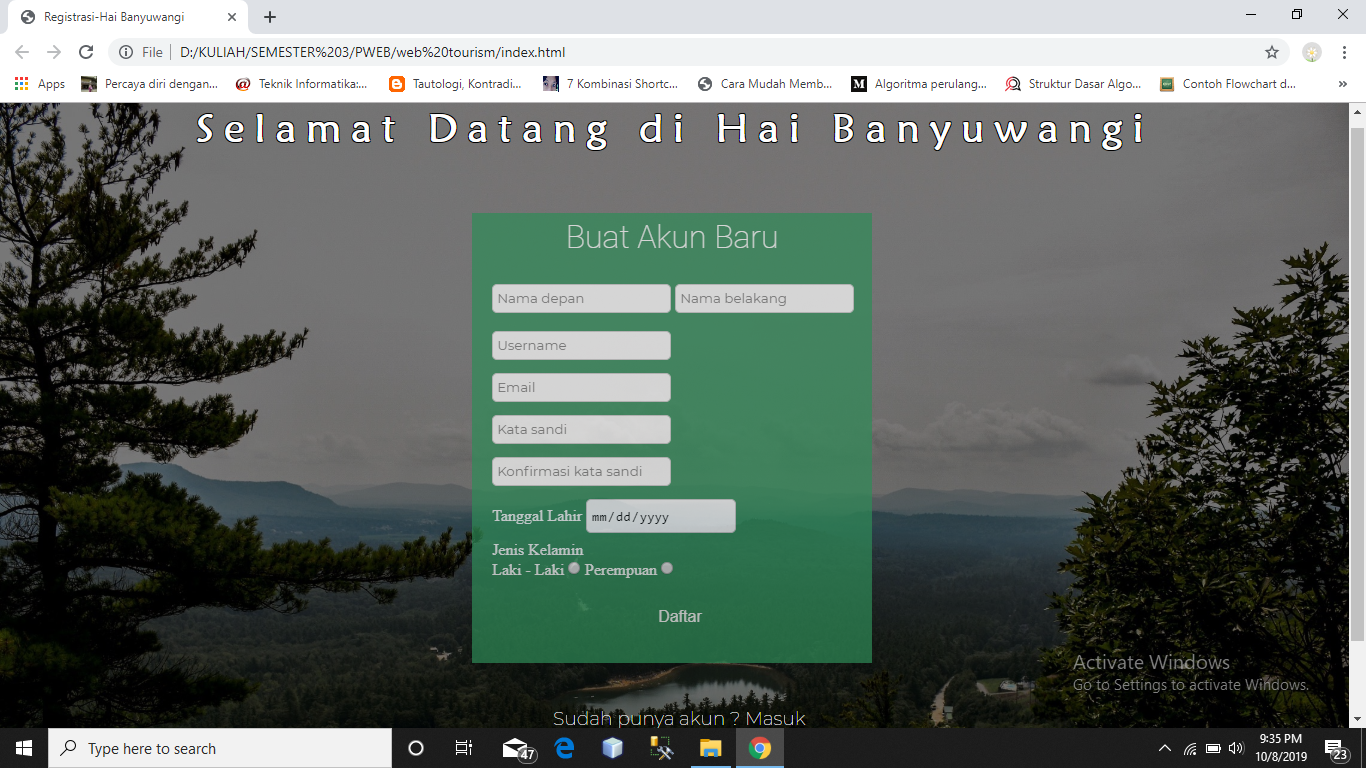 Registrasi-Hai Banyuwangi
File D:/KULIAH/SEMESTER%203/PWEB/web%20tourism/index.html
Apps Percaya diri dengan... Teknik Informatika:... Tautologi, Kontradi... 7 Kombinasi Shortc... Cara Mudah Memb... Algoritma perulang... Struktur Dasar Algo... Contoh Flowchart d... »
Selamat Datang di Hai Banyuwangi
Buat Akun Baru
Nama depan Nama belakang
Username
Email
Kata sandi
Konfirmasi kata sandi
Tanggal Lahir mm/dd/yyyy
Jenis Kelamin
Laki - Laki Perempuan
Daftar
Activate Windows
Go to Settings to activate Windows.
Sudah punya akun ? Masuk
Type here to search
47
9:35 PM
10/8/2019
23